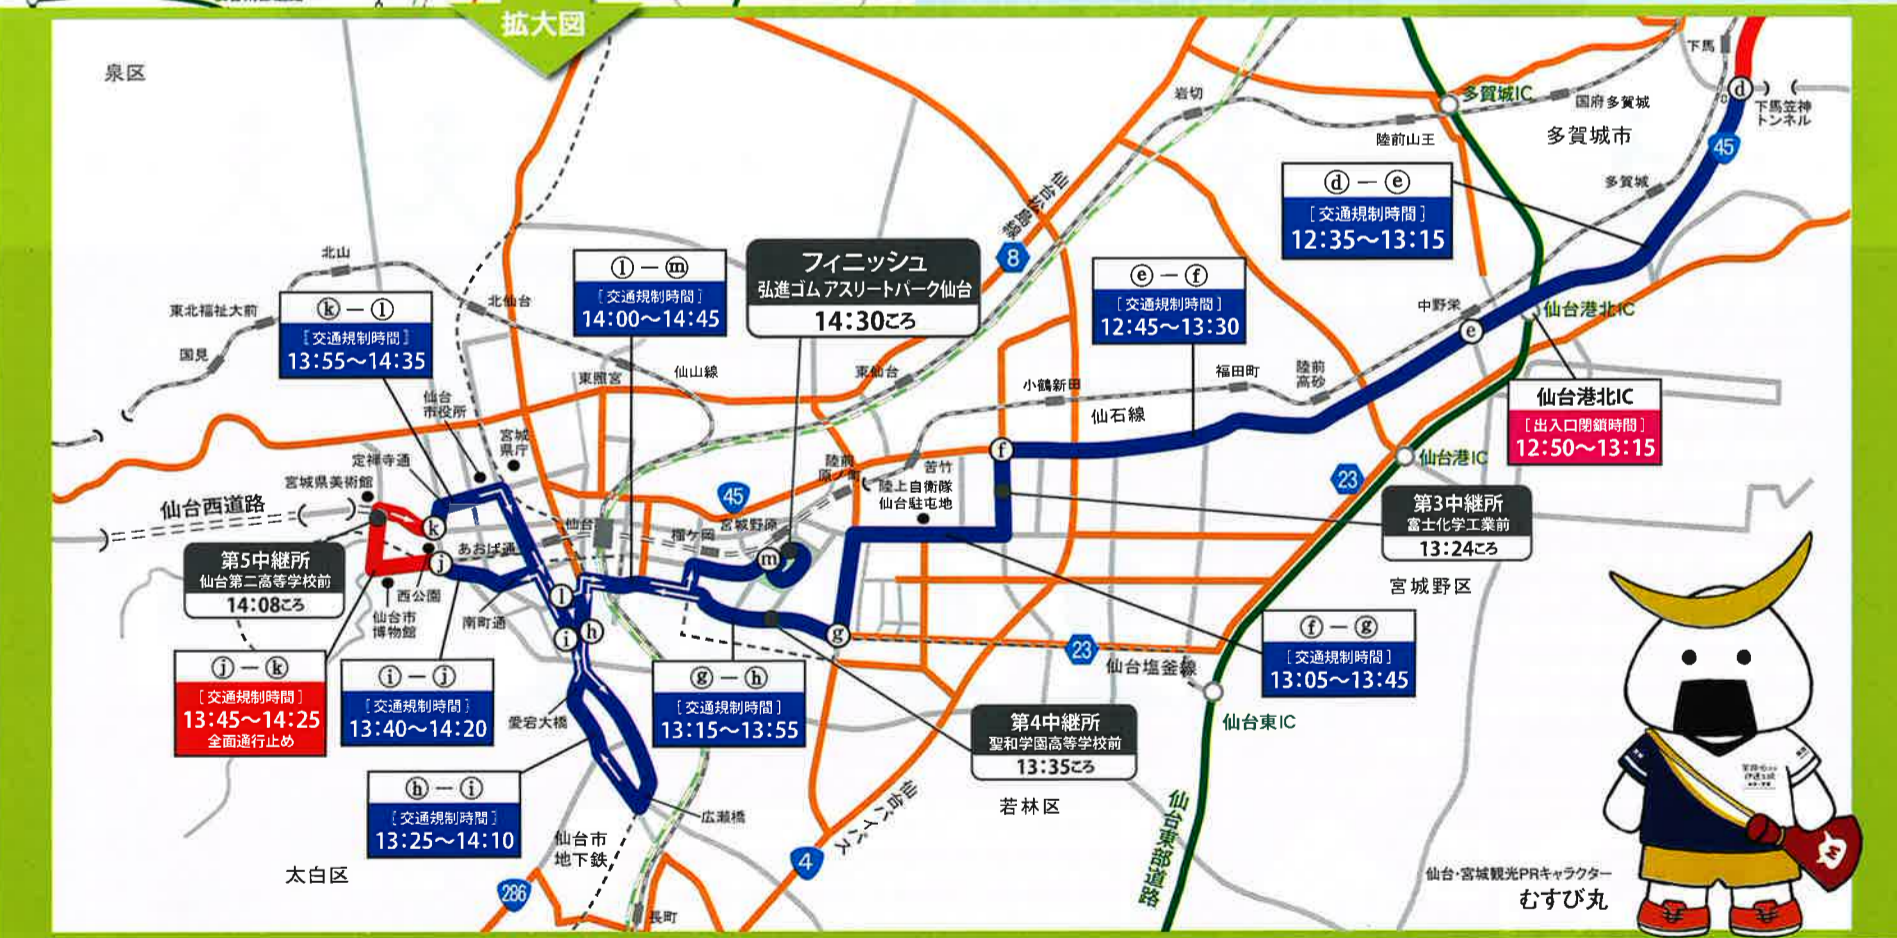 拡大図
泉区
下馬
d
下馬笠神
トンネル
多賀城IC
国府多賀城
岩切
陸前山王
多賀城市
45
多賀城
仙台松島線
8
ⓓ－ⓔ
[交通規制時間]
12:35～13:15
北山
東北福祉大前
国見
北仙台
ⓚ－ⓛ
[交通規制時間]
13:55～14:35
ⓛ－ⓜ
[交通規制時間]
14:00～14:45
フィニッシュ
弘進ゴム アスリートパーク仙台
14:30ころ
ⓔ－ⓕ
[交通規制時間]
12:45～13:30
中野栄
e
仙台港北IC
仙台港北IC
[出入口閉鎖時間]
12:50～13:15
東照宮
仙山線
東仙台
小鶴新田
福田町
陸前
高砂
仙石線
仙台
市役所
宮城
県庁
定禅寺通
宮城県美術館
仙台西道路
f
陸前
原ノ町
苦竹
陸上自衛隊
仙台駐屯地
仙台港IC
23
45
宮城野原
榴ケ岡
仙台
あおば通
k
j
m
第5中継所
仙台第二高等学校前
14:08ころ
西公園
仙台市
博物館
南町通
l
i
h
g
第3中継所
富士化学工業前
13:24ころ
宮城野区
ⓙ－ⓚ
[交通規制時間]
13:45～14:25
全面通行止め
ⓘ－ⓙ
[交通規制時間]
13:40～14:20
ⓖ－ⓗ
[交通規制時間]
13:15～13:55
ⓕ－ⓖ
[交通規制時間]
13:05～13:45
23
仙台塩釜線
仙台東IC
愛宕大橋
第4中継所
聖和学園高等学校前
13:35ころ
ⓗ－ⓘ
[交通規制時間]
13:25～14:10
広瀬橋
若林区
仙台バイパス
仙台東部道路
仙台市
地下鉄
太白区
4
286
長町
仙台・宮城観光PRキャラクター
むすび丸